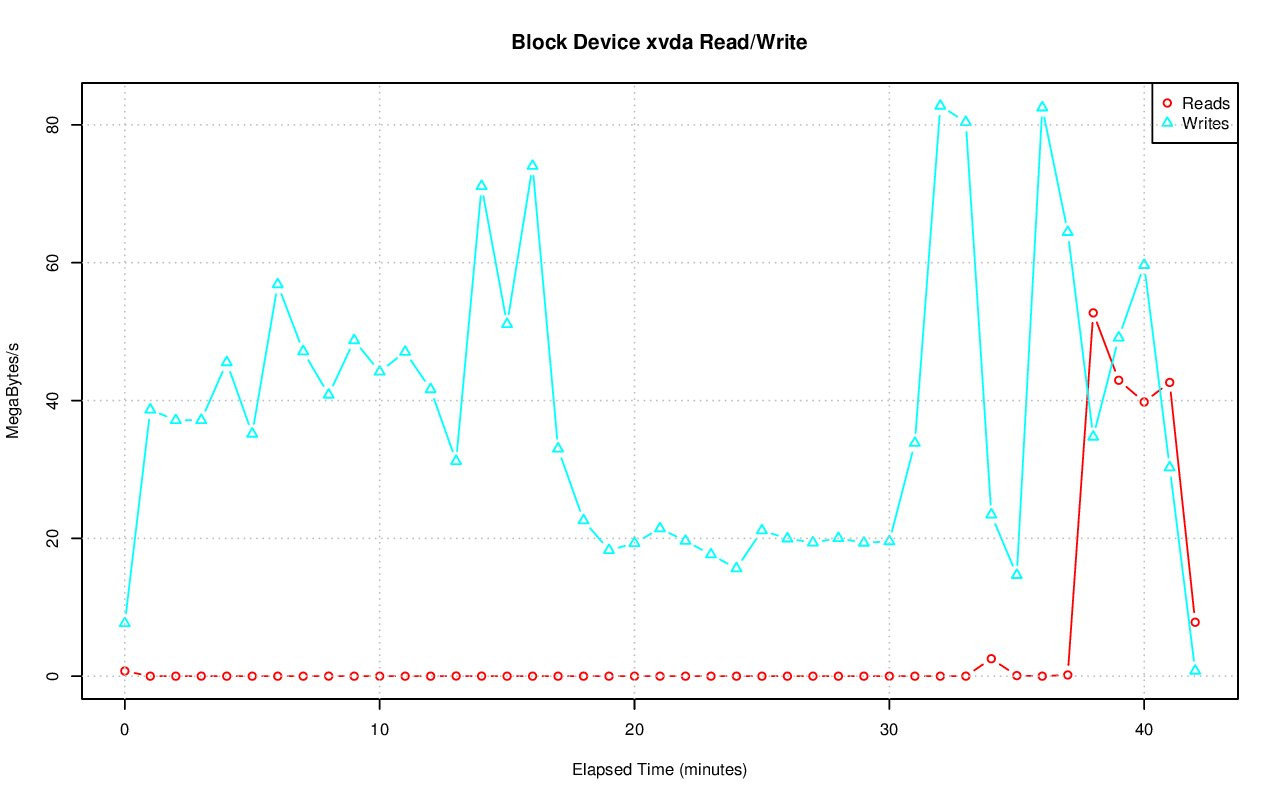 Block Device xvda Read/Write
Reads
Writes
80
60
40
20
0
MegaBytes/s
0 10 20 30 40
Elapsed Time (minutes)